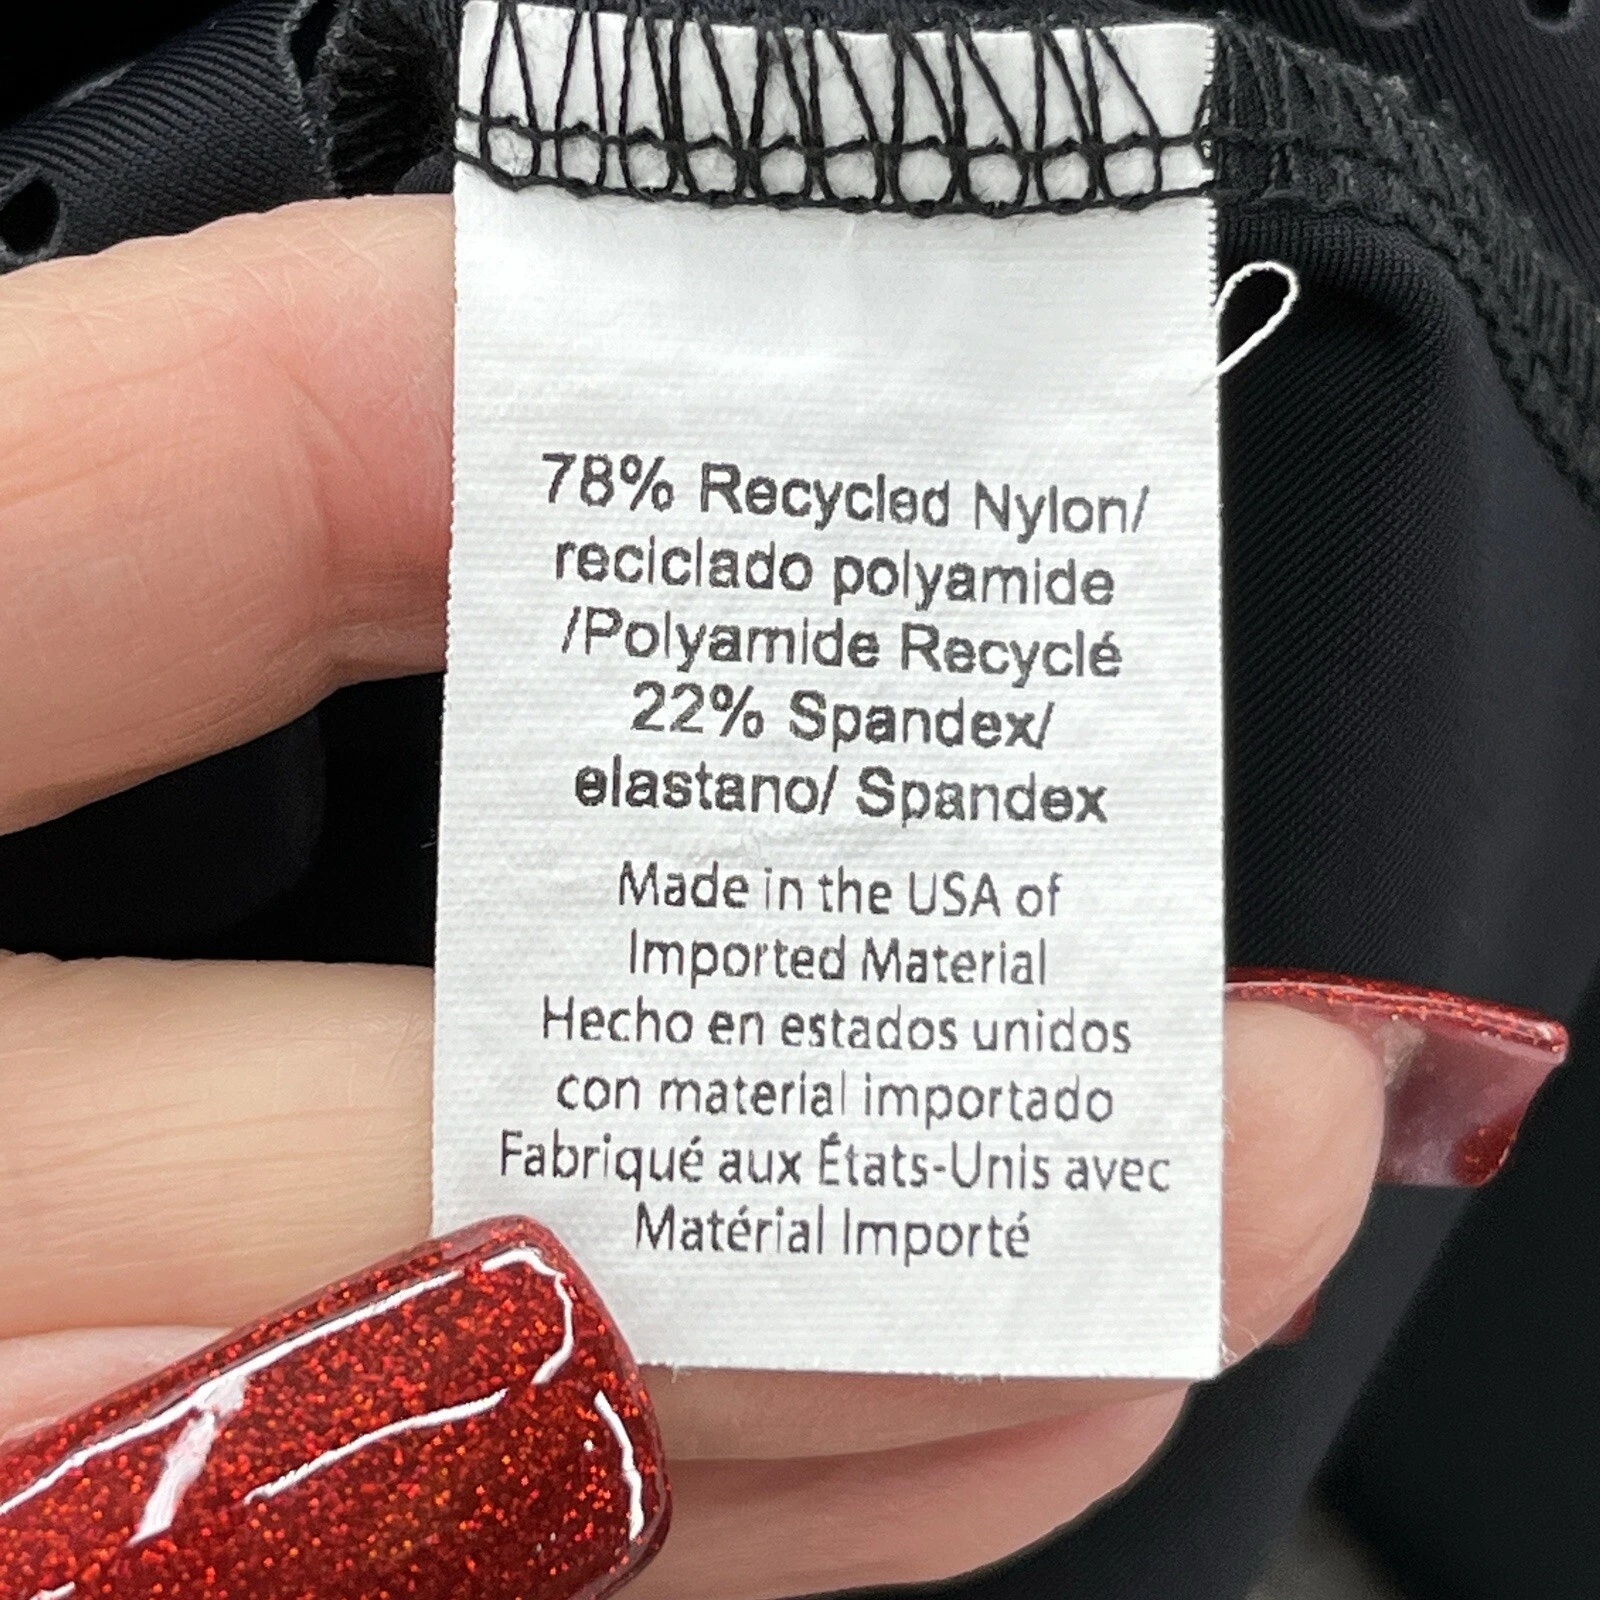 78% Recycled Nylon/
reciclado polyamide
/Polyamide Recyclé
22% Spandex/
elastano/ Spandex
Made in the USA of
Imported Material
Hecho en estados unidos
con material importado
Fabriqué aux États-Unis avec
Matérial Importé